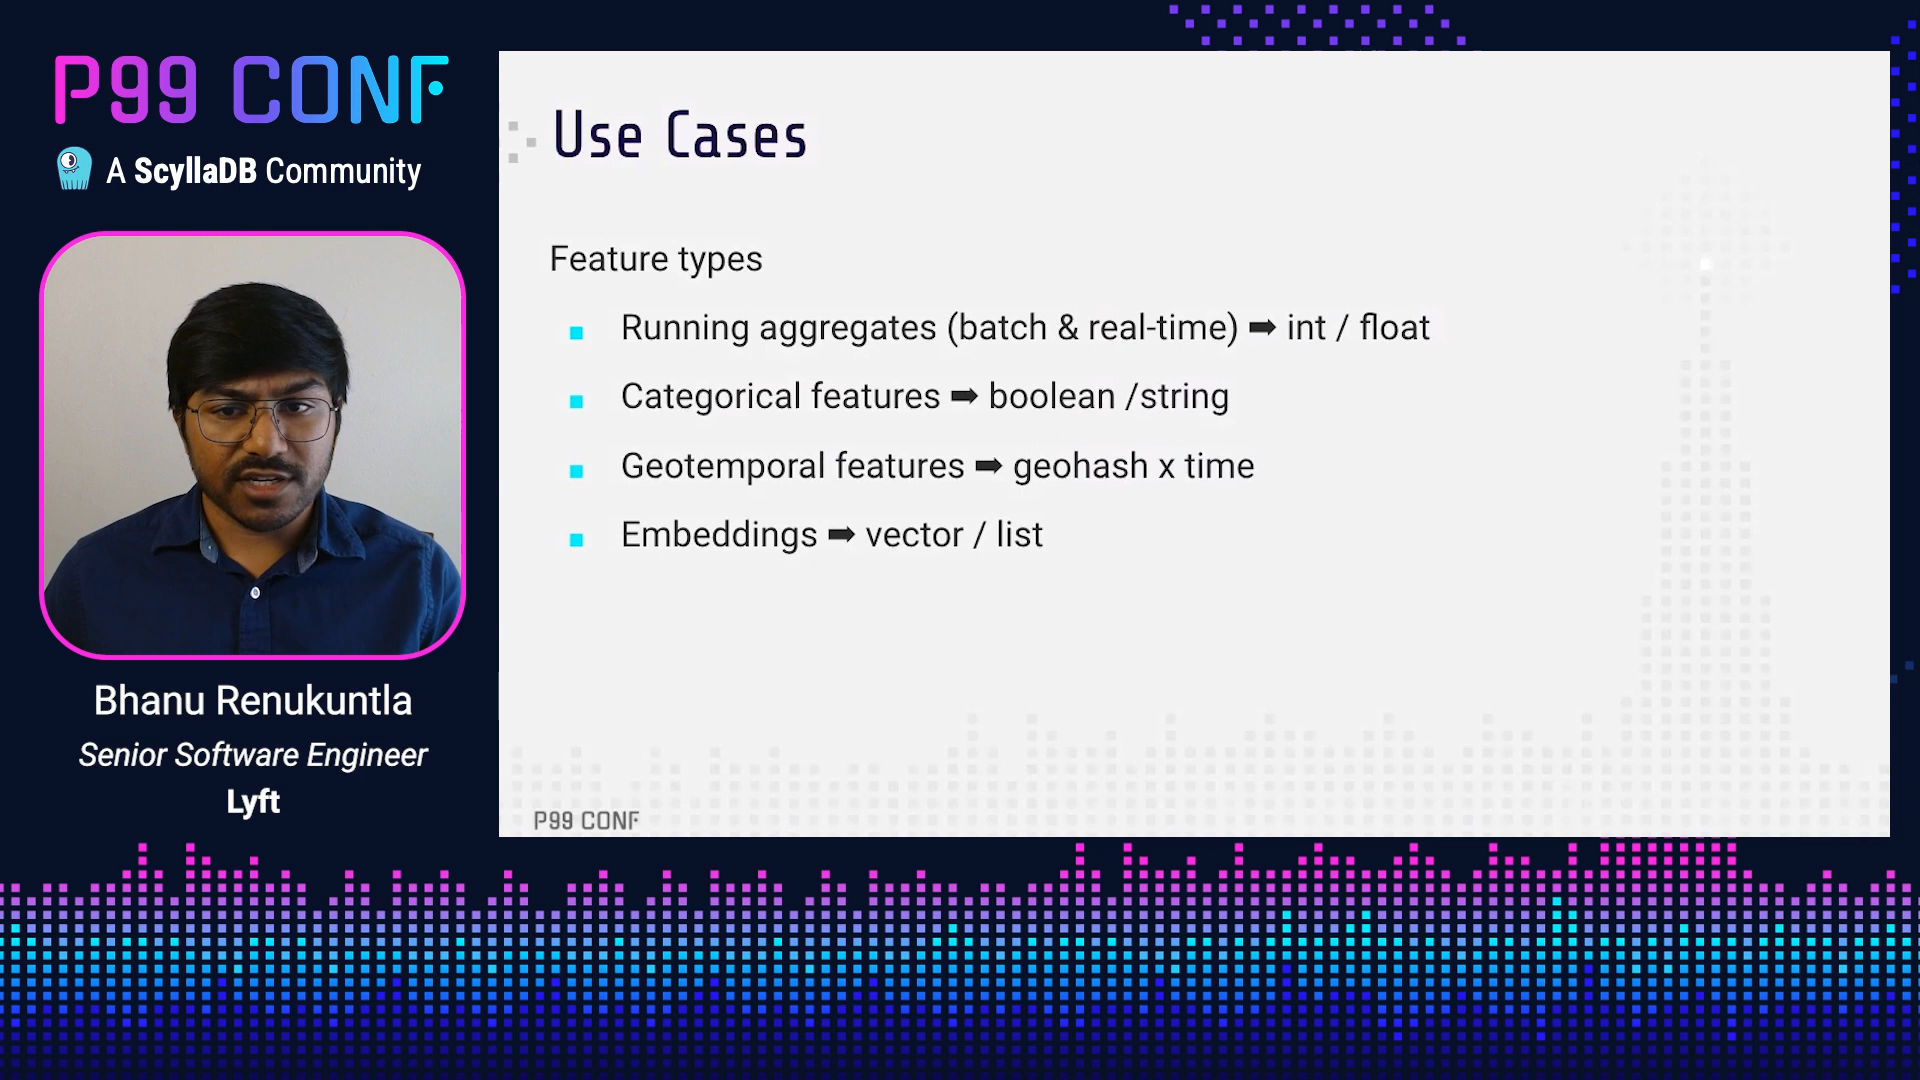 P99 CONF
A ScyllaDB Community
Bhanu Renukuntla
Senior Software Engineer
Lyft
Use Cases
Feature types
Running aggregates (batch & real-time) ➡ int / float
Categorical features ➡ boolean /string
Geotemporal features ➡ geohash x time
Embeddings ➡ vector / list
P99 CONF